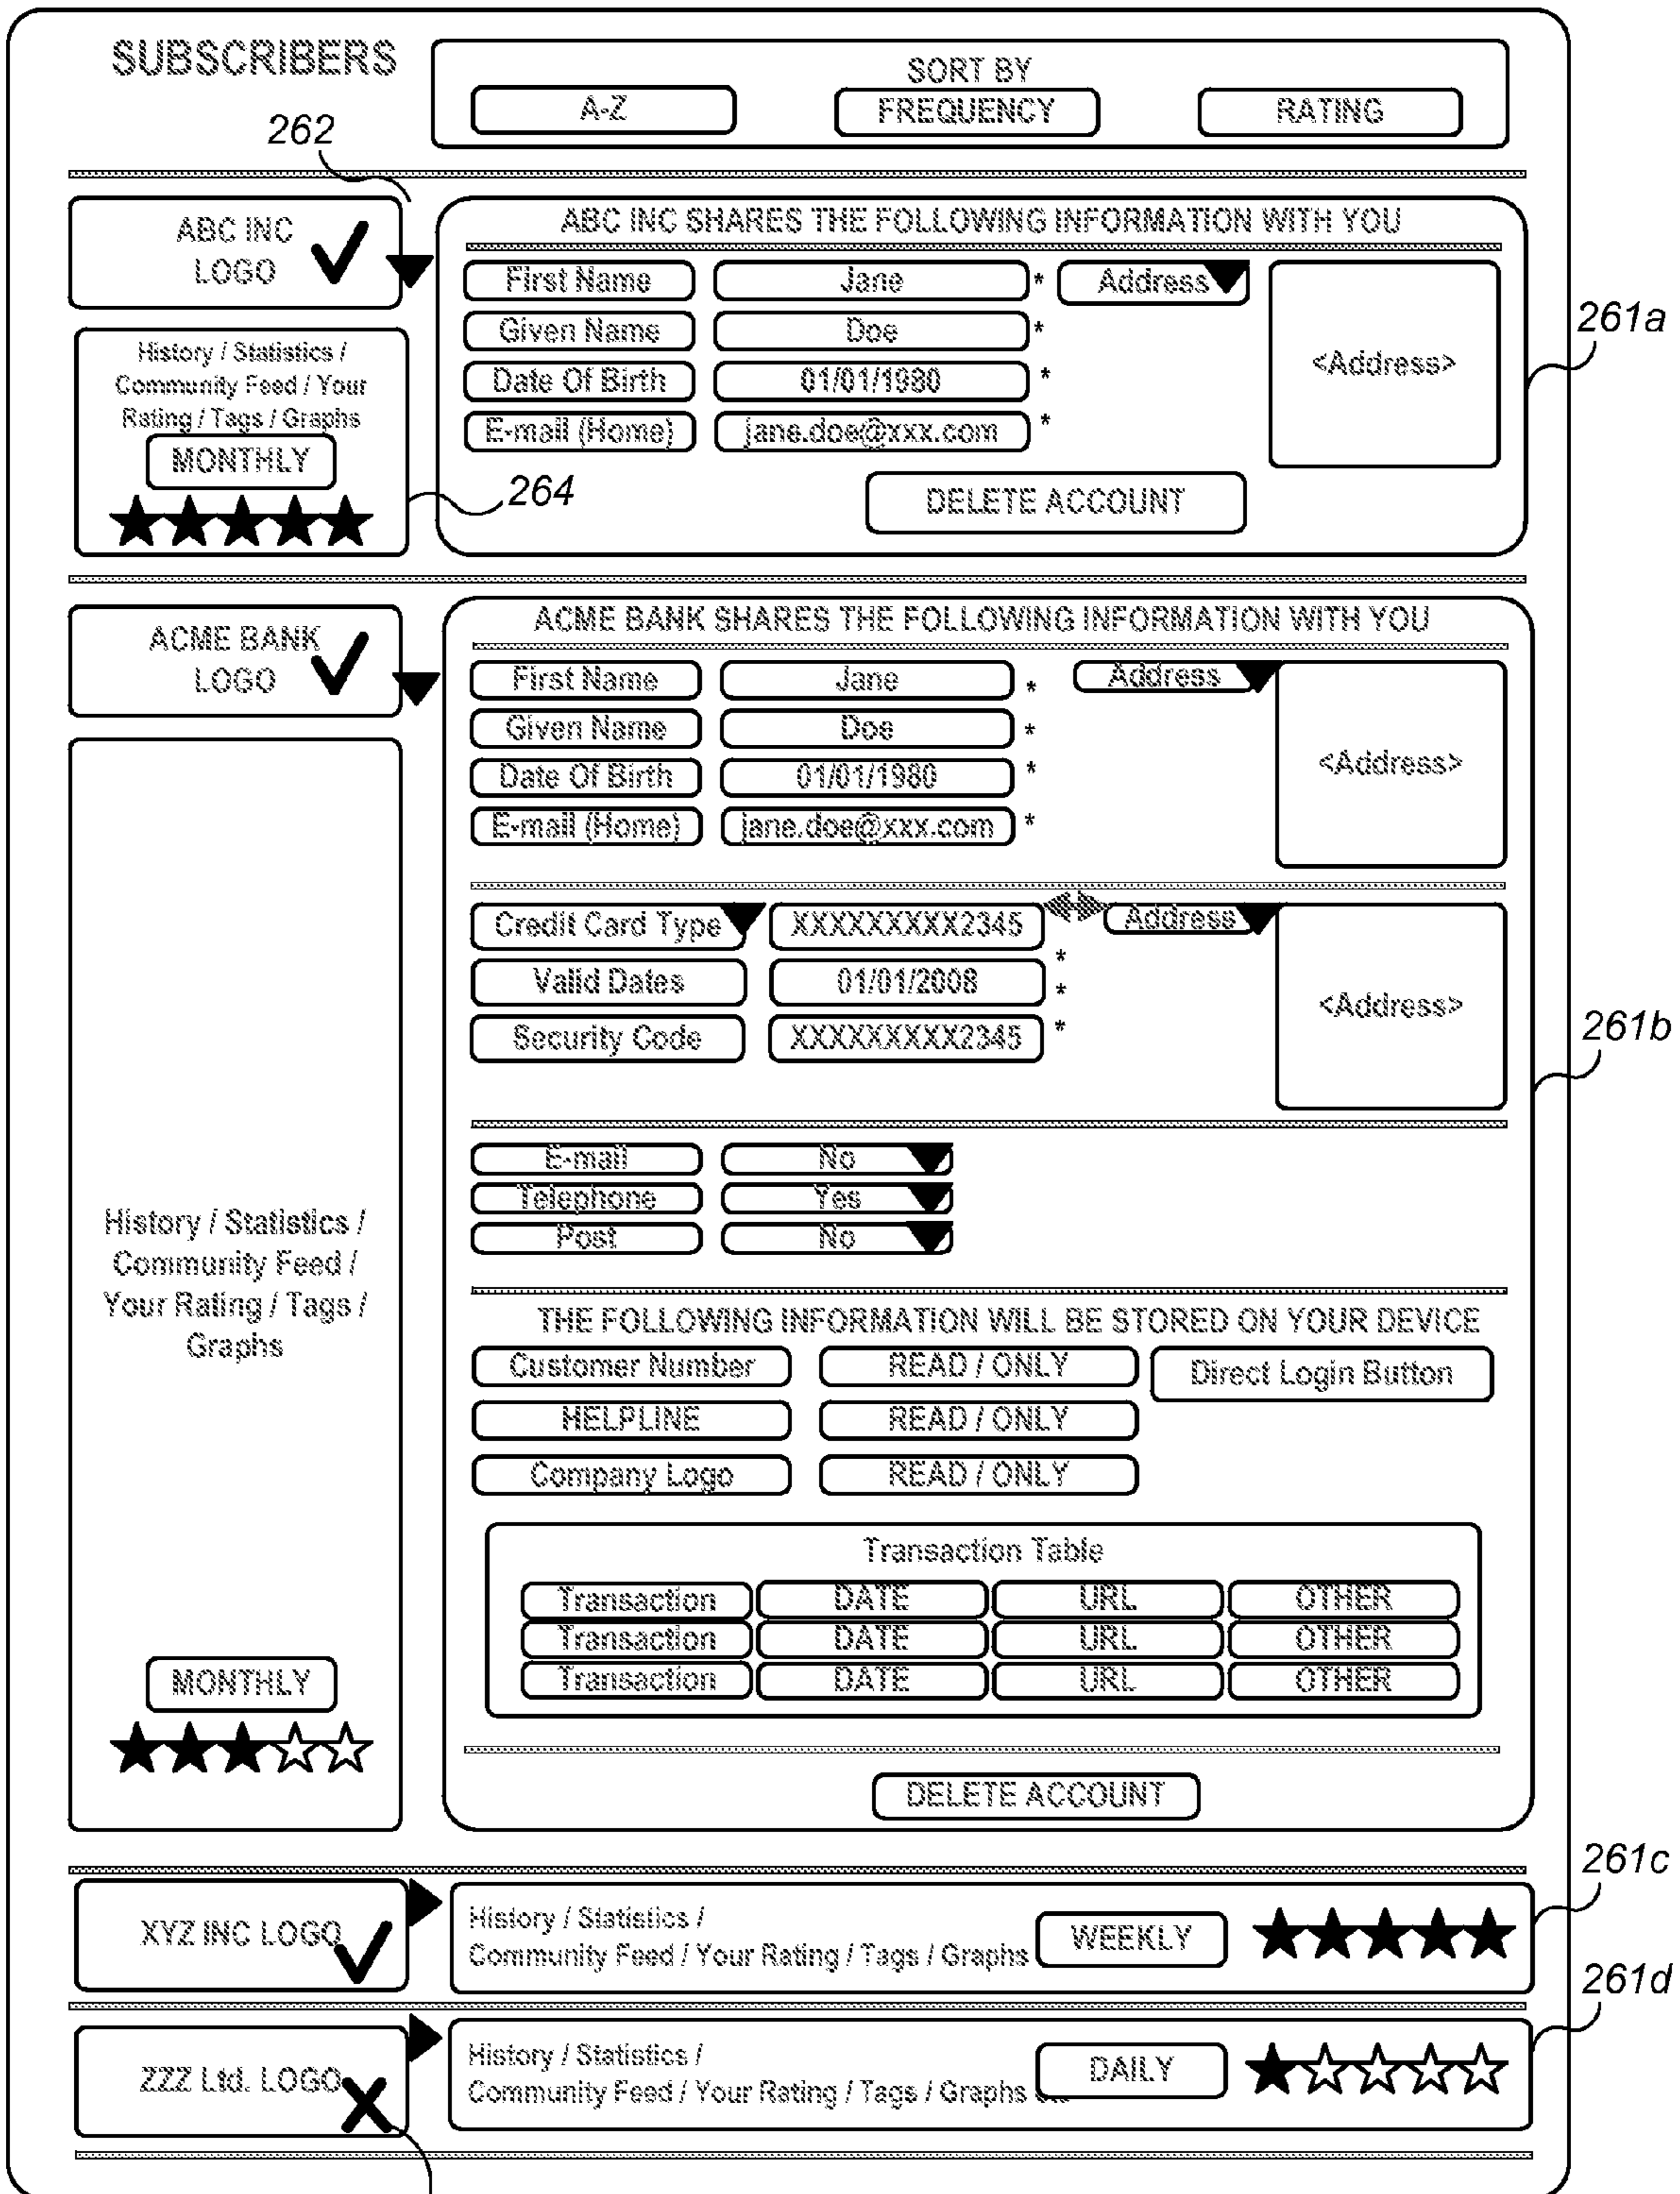 SUBSCRIBERS
SORT BY
A-Z
FREQUENCY
RATING
262
ABC INC
LOGO
ABC INC SHARES THE FOLLOWING INFORMATION WITH YOU
First Name
Jane
*
Address
Given Name
Doe
*
Date Of Birth
01/01/1980
*
E-mail (Home)
jane.doe@xxx.com
*
<Address>
261a
DELETE ACCOUNT
History / Statistics /
Community Feed / Your
Rating / Tags / Graphs
MONTHLY
264
ACME BANK
LOGO
ACME BANK SHARES THE FOLLOWING INFORMATION WITH YOU
First Name
Jane
*
Address
Given Name
Doe
*
Date Of Birth
01/01/1980
*
E-mail (Home)
jane.doe@xxx.com
*
<Address>
Credit Card Type
XXXXXXXXX2345
Address
*
Valid Dates
01/01/2008
*
Security Code
XXXXXXXXX2345
*
<Address>
261b
E-mail
No
Telephone
Yes
Post
No
THE FOLLOWING INFORMATION WILL BE STORED ON YOUR DEVICE
Customer Number
READ / ONLY
Direct Login Button
HELPLINE
READ / ONLY
Company Logo
READ / ONLY
Transaction Table
Transaction DATE URL OTHER
Transaction DATE URL OTHER
Transaction DATE URL OTHER
DELETE ACCOUNT
History / Statistics /
Community Feed /
Your Rating / Tags /
Graphs
MONTHLY
261c
XYZ INC LOGO
History / Statistics /
Community Feed / Your Rating / Tags / Graphs
WEEKLY
261d
ZZZ Ltd. LOGO
History / Statistics /
Community Feed / Your Rating / Tags / Graphs
DAILY